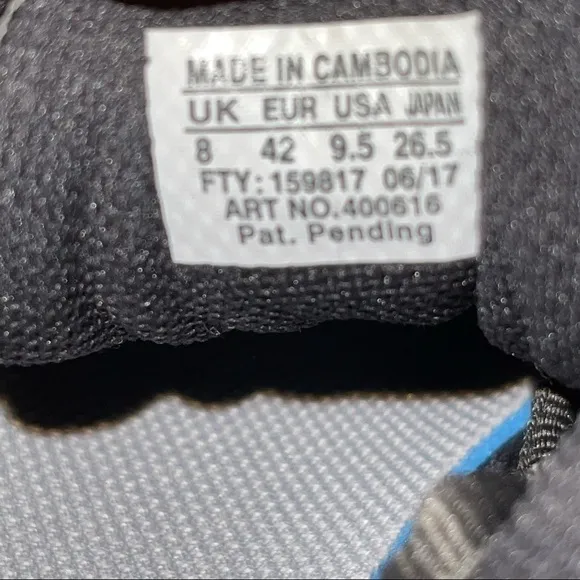 MADE IN CAMBODIA
UK EUR USA JAPAN
8 42 9.5 26.5
FTY: 159817 06/17
ART NO. 400616
Pat. Pending